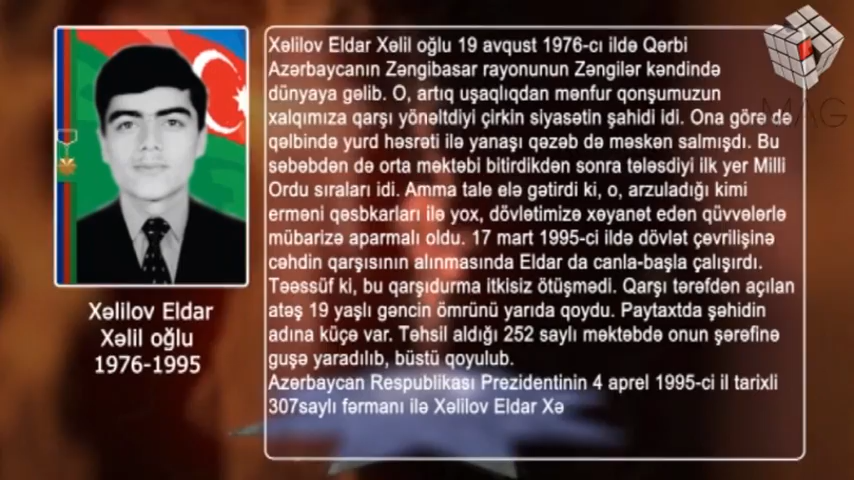 Xəlilov Eldar
Xəlil oğlu
1976-1995
Xəlilov Eldar Xəlil oğlu 19 avqust 1976-cı ildə Qərbi
Azərbaycanın Zəngibasar rayonunun Zəngilər kəndində
dünyaya gəlib. O, artıq uşaqlıqdan mənfur qonşumuzun
xalqımıza qarşı yönəltdiyi çirkin siyasətin şahidi idi. Ona görə də
qəlbində yurd həsrəti ilə yanaşı qəzəb də məskən salmışdı. Bu
səbəbdən də orta məktəbi bitirdikdən sonra tələsdiyi ilk yer Milli
Ordu sıraları idi. Amma tale elə gətirdi ki, o, arzuladığı kimi
erməni qəsbkarları ilə yox, dövlətimizə xəyanət edən qüvvələrlə
mübarizə aparmalı oldu. 17 mart 1995-ci ildə dövlət çevrilişinə
cəhdin qarşısının alınmasında Eldar da canla-başla çalışırdı.
Təəssüf ki, bu qarşıdurma itkisiz ötüşmədi. Qarşı tərəfdən açılan
atəş 19 yaşlı gəncin ömrünü yarıda qoydu. Paytaxtda şəhidin
adına küçə var. Təhsil aldığı 252 saylı məktəbdə onun şərəfinə
guşə yaradılıb, büstü qoyulub.
Azərbaycan Respublikası Prezidentinin 4 aprel 1995-ci il tarixli
307saylı fərmanı ilə Xəlilov Eldar Xə
MAG